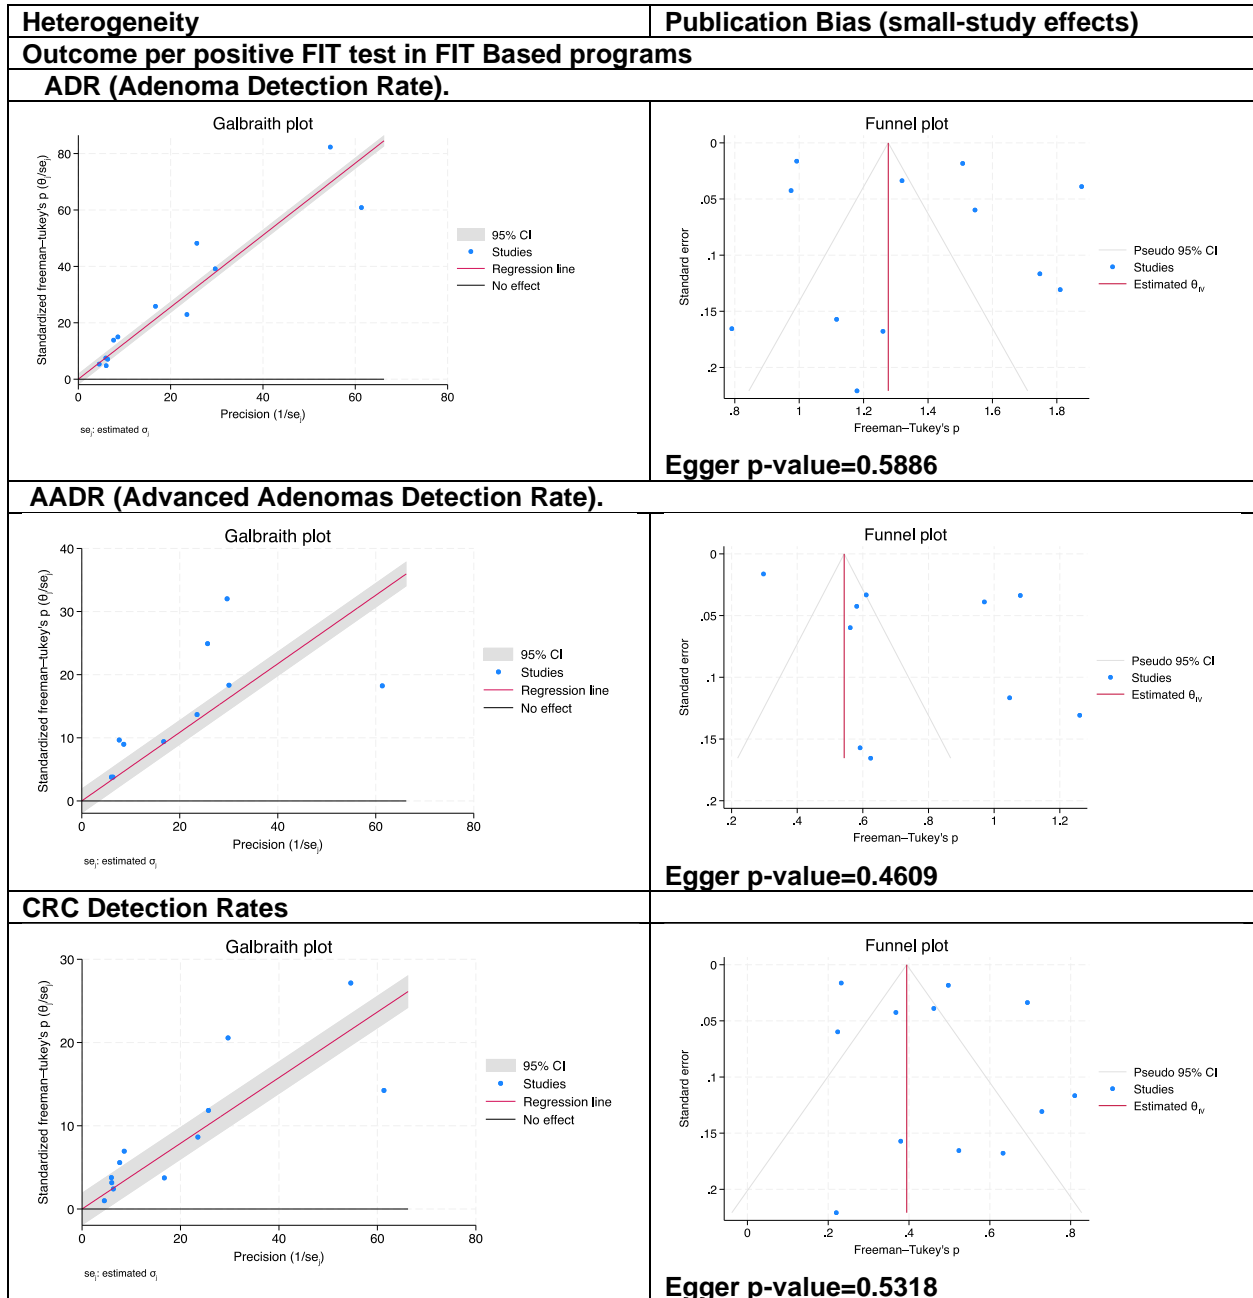 Heterogeneity
Publication Bias (small-study effects)
Outcome per positive FIT test in FIT Based programs
ADR (Adenoma Detection Rate).
Galbraith plot
Standardized freeman–tukey's p (θj/sej)
80
60
40
20
0
0 20 40 60 80
Precision (1/sej)
sej: estimated σj
95% CI
Studies
Regression line
No effect
Funnel plot
Standard error
0
.05
.1
.15
.2
.8 1 1.2 1.4 1.6 1.8
Freeman–Tukey's p
Pseudo 95% CI
Studies
Estimated θIV
Egger p-value=0.5886
AADR (Advanced Adenomas Detection Rate).
Galbraith plot
Standardized freeman–tukey's p (θj/sej)
40
30
20
10
0
0 20 40 60 80
Precision (1/sej)
sej: estimated σj
95% CI
Studies
Regression line
No effect
Funnel plot
Standard error
0
.05
.1
.15
.2
.2 .4 .6 .8 1 1.2
Freeman–Tukey's p
Pseudo 95% CI
Studies
Estimated θIV
Egger p-value=0.4609
CRC Detection Rates
Galbraith plot
Standardized freeman–tukey's p (θj/sej)
30
20
10
0
0 20 40 60 80
Precision (1/sej)
sej: estimated σj
95% CI
Studies
Regression line
No effect
Funnel plot
Standard error
0
.05
.1
.15
.2
0 .2 .4 .6 .8
Freeman–Tukey's p
Pseudo 95% CI
Studies
Estimated θIV
Egger p-value=0.5318